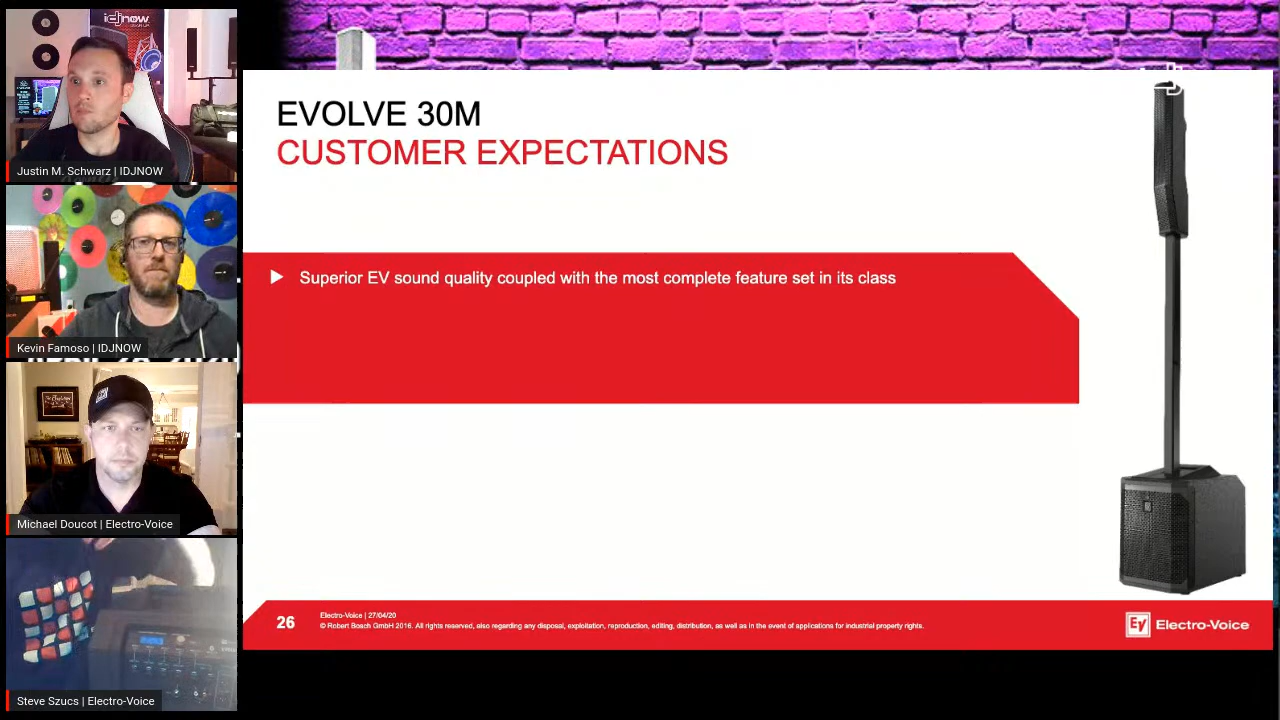 idjnow
Justin M. Schwarz | IDJNOW
Kevin Famoso | IDJNOW
Michael Doucot | Electro-Voice
Steve Szucs | Electro-Voice
EVOLVE 30M
CUSTOMER EXPECTATIONS
Superior EV sound quality coupled with the most complete feature set in its class
26
Electro-Voice | 27/04/20
© Robert Bosch GmbH 2016. All rights reserved, also regarding any disposal, exploitation, reproduction, editing, distribution, as well as in the event of applications for industrial property rights.
EV Electro-Voice